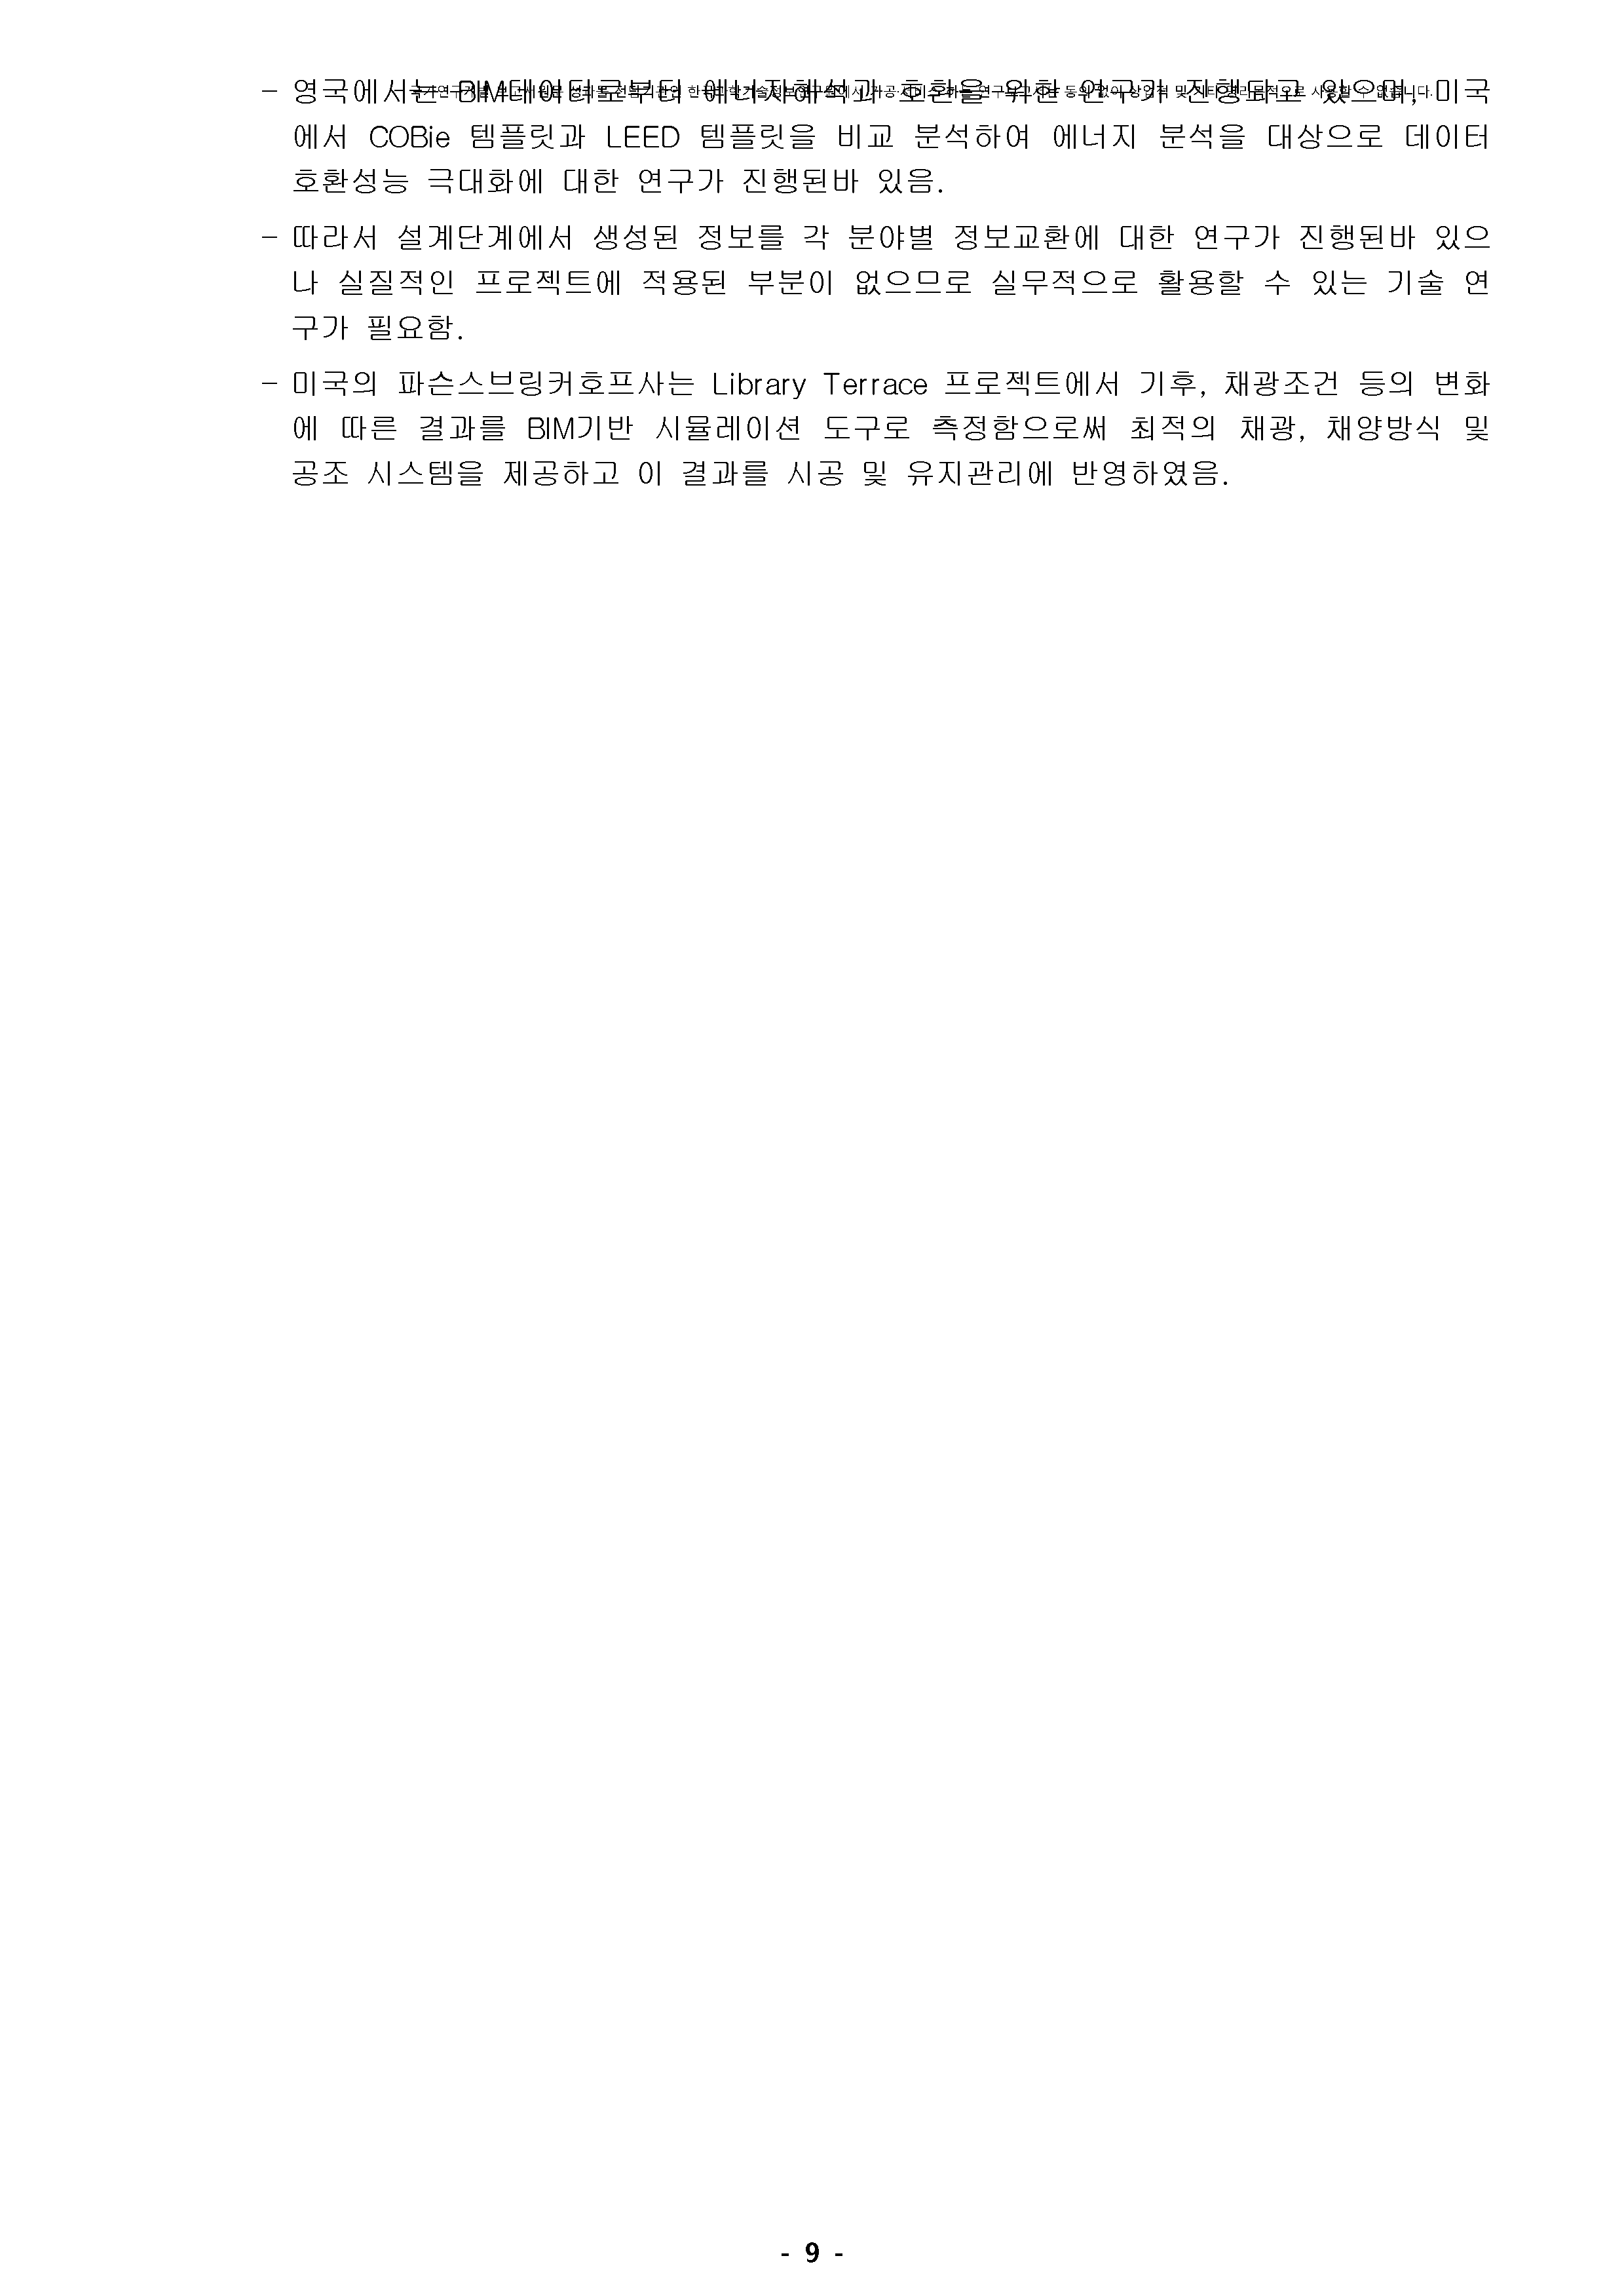 - 영국에서는 BIM데이터로부터 에너지해석과 호환을 위한 연구가 진행되고 있으며, 미국
에서 COBie 템플릿과 LEED 템플릿을 비교 분석하여 에너지 분석을 대상으로 데이터
호환성능 극대화에 대한 연구가 진행된바 있음.
- 따라서 설계단계에서 생성된 정보를 각 분야별 정보교환에 대한 연구가 진행된바 있으
나 실질적인 프로젝트에 적용된 부분이 없으므로 실무적으로 활용할 수 있는 기술 연
구가 필요함.
- 미국의 파슨스브링커호프사는 Library Terrace 프로젝트에서 기후, 채광조건 등의 변화
에 따른 결과를 BIM기반 시뮬레이션 도구로 측정함으로써 최적의 채광, 채양방식 및
공조 시스템을 제공하고 이 결과를 시공 및 유지관리에 반영하였음.
- 9 -